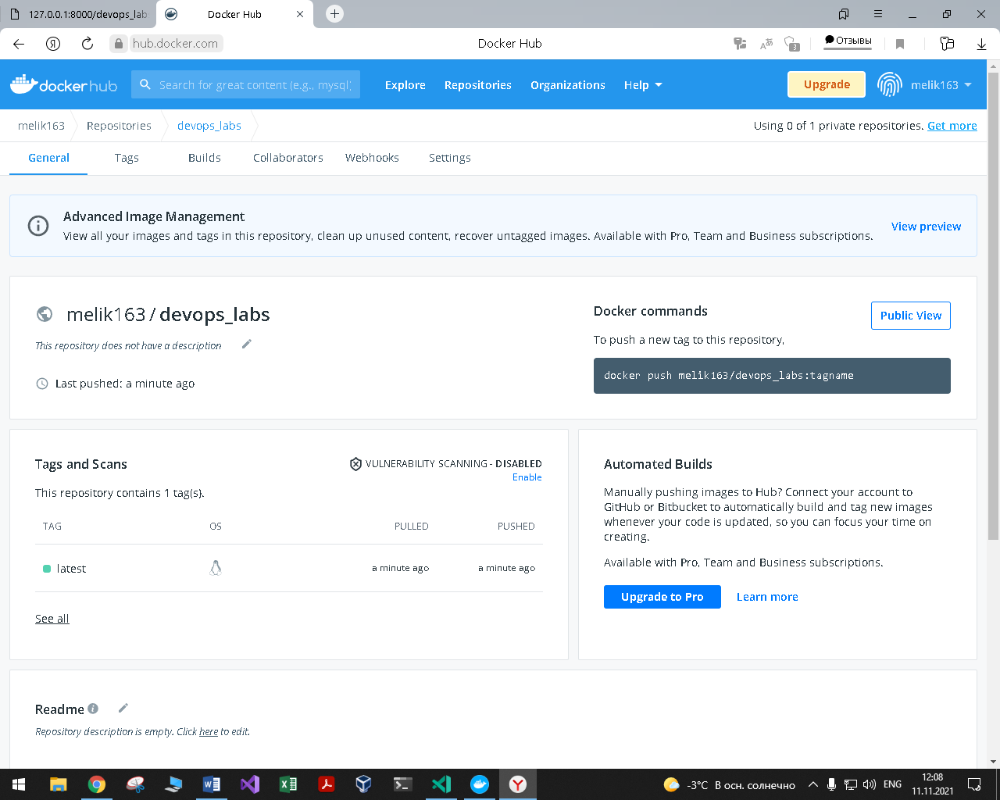 127.0.0.1:8000/devops_lab
Docker Hub
hub.docker.com
Docker Hub
3
Отзывы
dockerhub
Search for great content (e.g., mysql)
Explore
Repositories
Organizations
Help
Upgrade
melik163
melik163
Repositories
devops_labs
Using 0 of 1 private repositories. Get more
General
Tags
Builds
Collaborators
Webhooks
Settings
Advanced Image Management
View all your images and tags in this repository, clean up unused content, recover untagged images. Available with Pro, Team and Business subscriptions.
View preview
melik163 / devops_labs
This repository does not have a description
Last pushed: a minute ago
Docker commands
Public View
To push a new tag to this repository,
docker push melik163/devops_labs:tagname
Tags and Scans
VULNERABILITY SCANNING - DISABLED
Enable
This repository contains 1 tag(s).
TAG
OS
PULLED
PUSHED
latest
a minute ago
a minute ago
See all
Automated Builds
Manually pushing images to Hub? Connect your account to
GitHub or Bitbucket to automatically build and tag new images
whenever your code is updated, so you can focus your time on
creating.
Available with Pro, Team and Business subscriptions.
Upgrade to Pro
Learn more
Readme
Repository description is empty. Click here to edit.
-3°C В осн. солнечно
ENG
12:08
11.11.2021